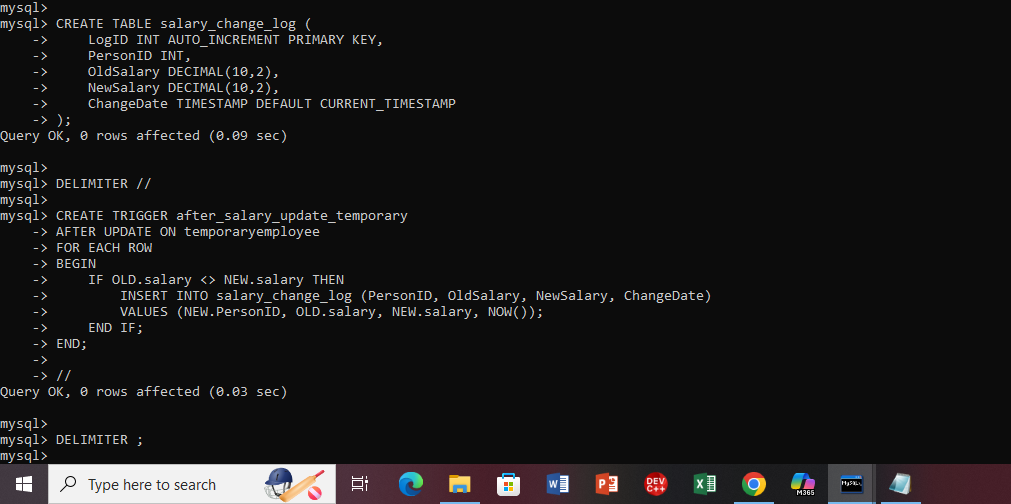 mysql>
mysql> CREATE TABLE salary_change_log (
    ->     LogID INT AUTO_INCREMENT PRIMARY KEY,
    ->     PersonID INT,
    ->     OldSalary DECIMAL(10,2),
    ->     NewSalary DECIMAL(10,2),
    ->     ChangeDate TIMESTAMP DEFAULT CURRENT_TIMESTAMP
    -> );
Query OK, 0 rows affected (0.09 sec)

mysql>
mysql> DELIMITER //
mysql>
mysql> CREATE TRIGGER after_salary_update_temporary
    -> AFTER UPDATE ON temporaryemployee
    -> FOR EACH ROW
    -> BEGIN
    ->     IF OLD.salary <> NEW.salary THEN
    ->         INSERT INTO salary_change_log (PersonID, OldSalary, NewSalary, ChangeDate)
    ->         VALUES (NEW.PersonID, OLD.salary, NEW.salary, NOW());
    ->     END IF;
    -> END;
    ->
    -> //
Query OK, 0 rows affected (0.03 sec)

mysql>
mysql> DELIMITER ;
mysql>
Type here to search
W
P
DEV C++
X
M365
MySQL